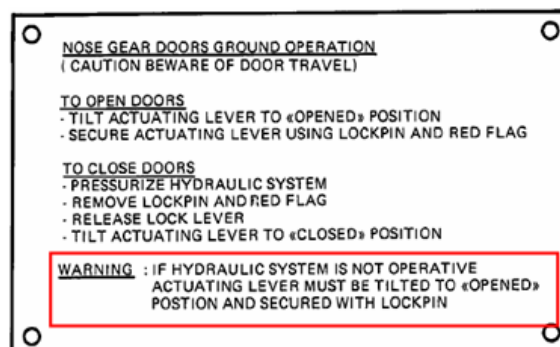 NOSE GEAR DOORS GROUND OPERATION
( CAUTION BEWARE OF DOOR TRAVEL)
TO OPEN DOORS
- TILT ACTUATING LEVER TO «OPENED» POSITION
- SECURE ACTUATING LEVER USING LOCKPIN AND RED FLAG
TO CLOSE DOORS
- PRESSURIZE HYDRAULIC SYSTEM
- REMOVE LOCKPIN AND RED FLAG
- RELEASE LOCK LEVER
- TILT ACTUATING LEVER TO «CLOSED» POSITION
WARNING : IF HYDRAULIC SYSTEM IS NOT OPERATIVE
ACTUATING LEVER MUST BE TILTED TO «OPENED»
POSTION AND SECURED WITH LOCKPIN